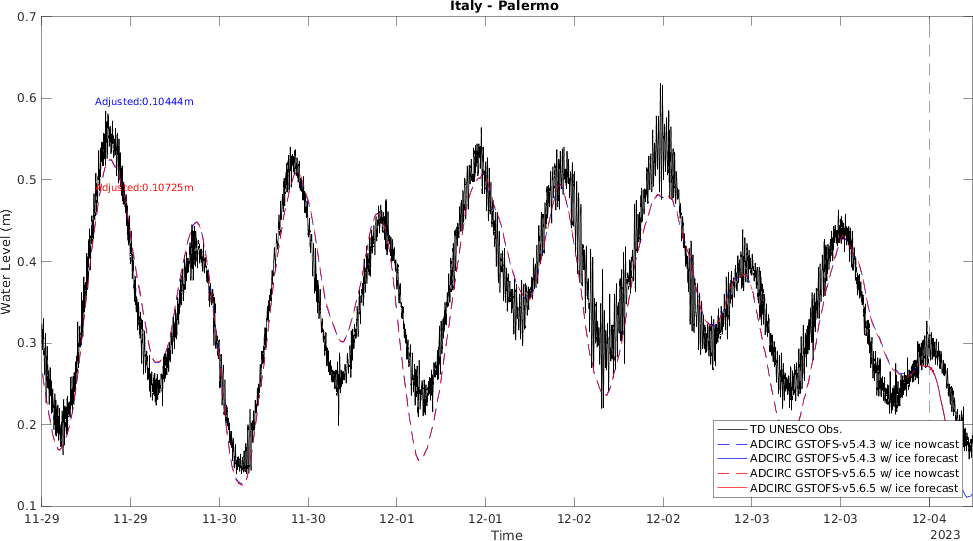 Italy - Palermo
0.7
0.6
0.5
0.4
0.3
0.2
0.1
Water Level (m)
Adjusted:0.10444m
Adjusted:0.10725m
TD UNESCO Obs.
ADCIRC GSTOFS-v5.4.3 w/ ice nowcast
ADCIRC GSTOFS-v5.4.3 w/ ice forecast
ADCIRC GSTOFS-v5.6.5 w/ ice nowcast
ADCIRC GSTOFS-v5.6.5 w/ ice forecast
11-29 11-29 11-30 11-30 12-01 12-01 12-02 12-02 12-03 12-03 12-04
Time
2023